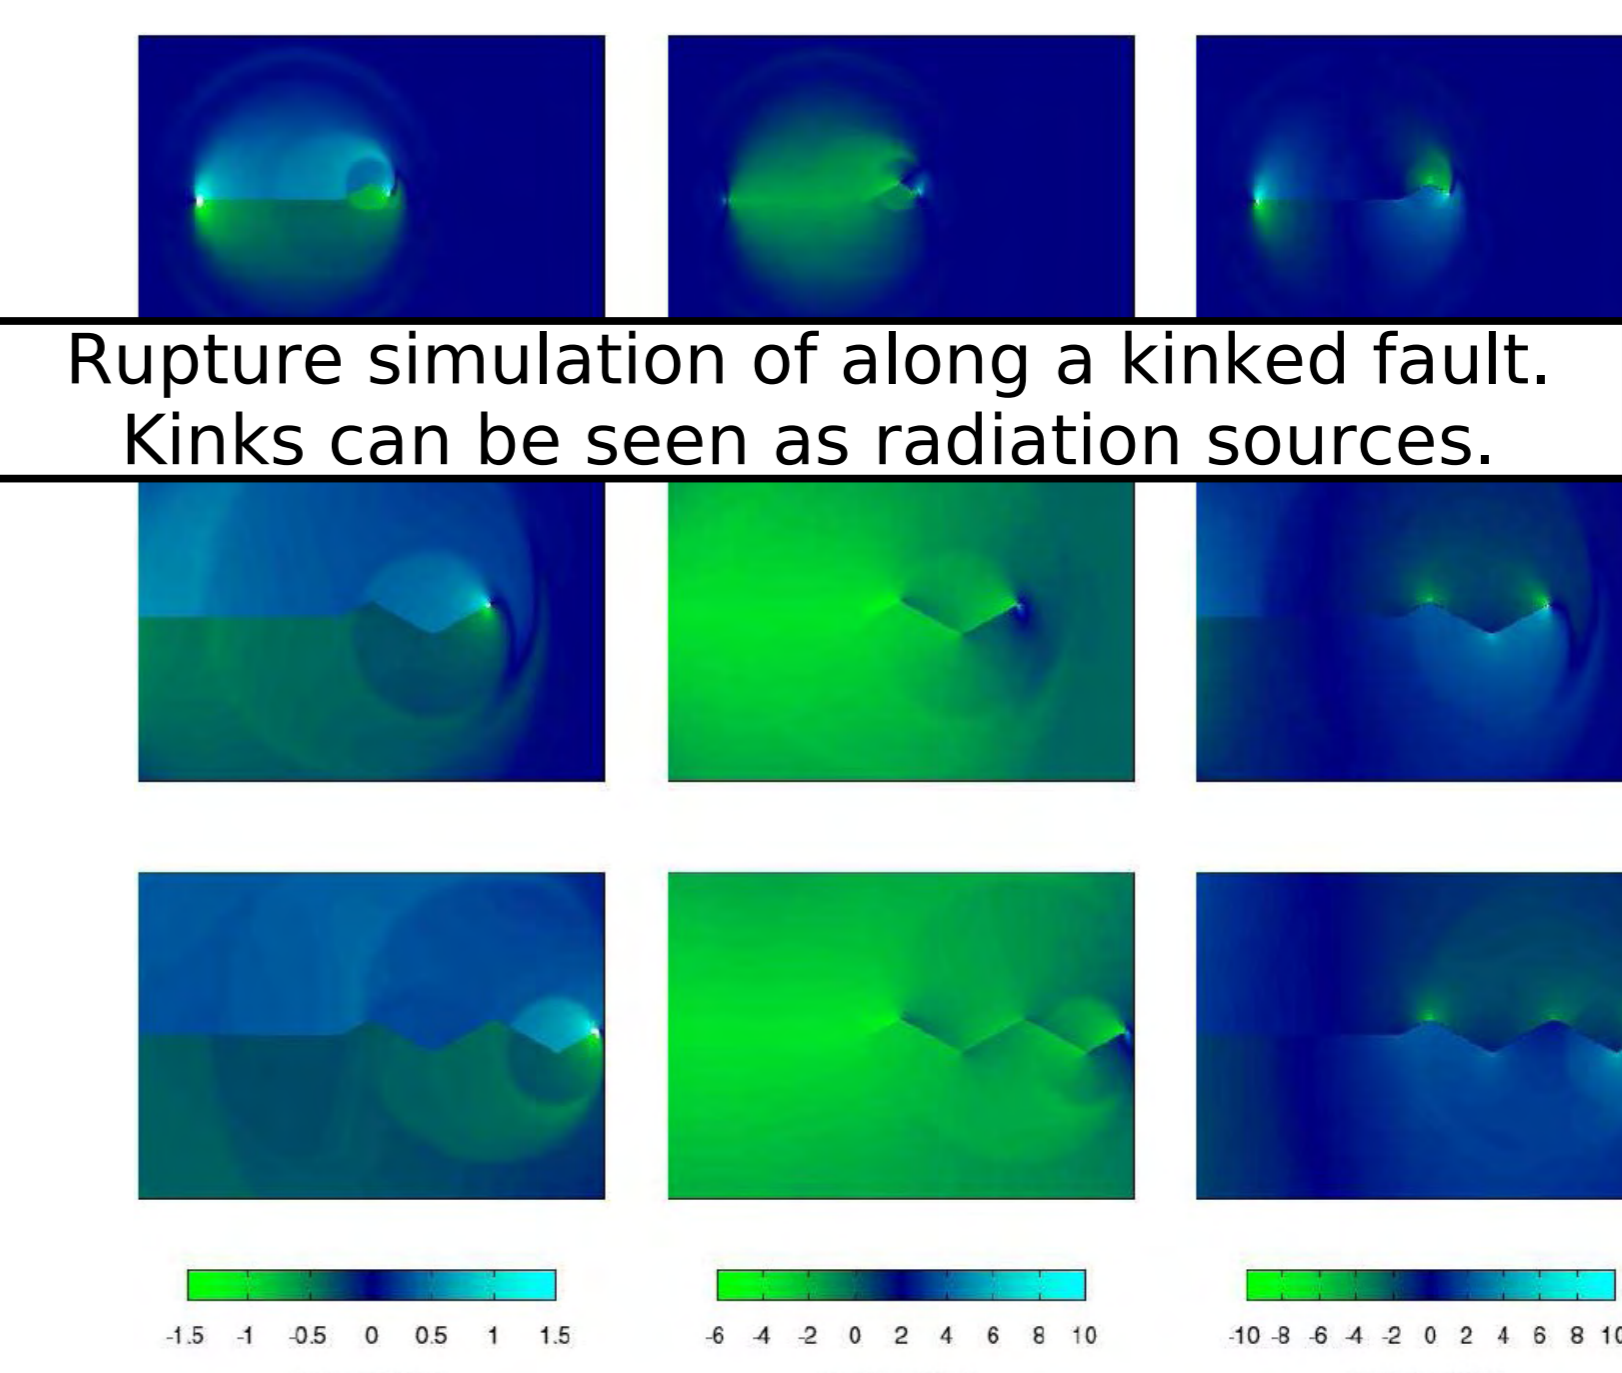 Rupture simulation of along a kinked fault.
Kinks can be seen as radiation sources.
-1.5 -1 -0.5 0 0.5 1 1.5
-6 -4 -2 0 2 4 6 8 10
-10 -8 -6 -4 -2 0 2 4 6 8 10